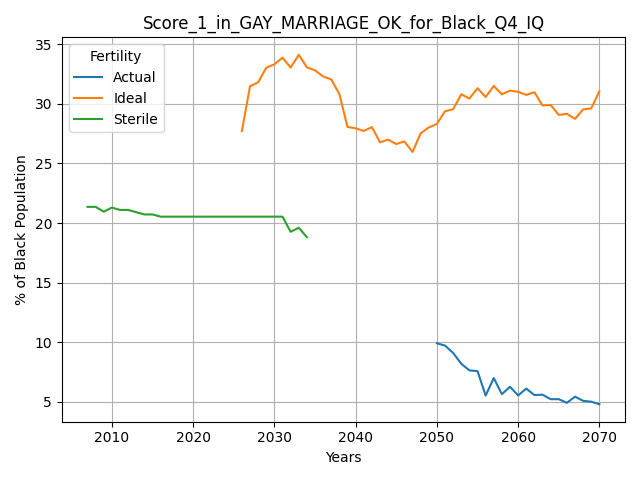 Score_1_in_GAY_MARRIAGE_OK_for_Black_Q4_IQ
Fertility
Actual
Ideal
Sterile
% of Black Population
35
30
25
20
15
10
5
2010 2020 2030 2040 2050 2060 2070
Years